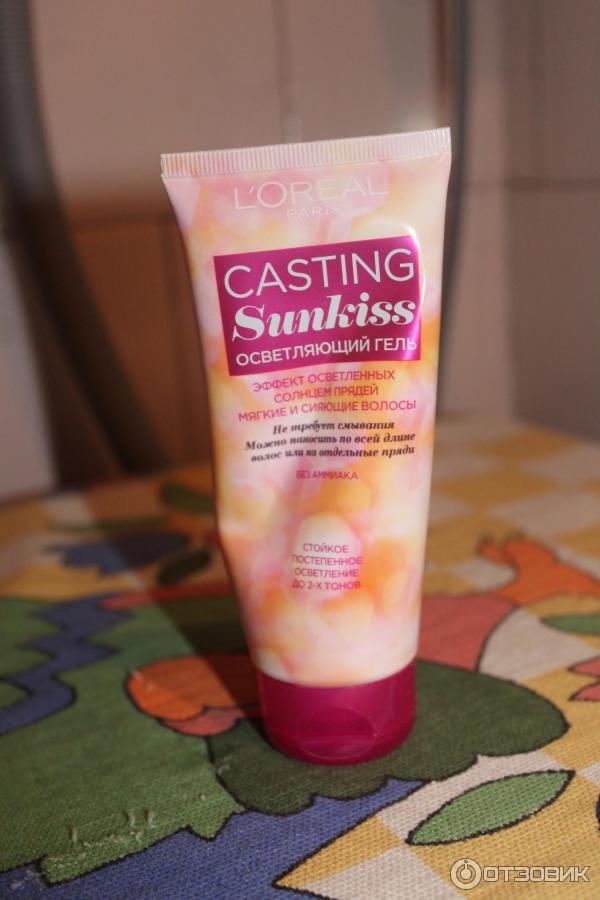 L'ORÉAL
PARIS
CASTING
Sunkiss
ОСВЕТЛЯЮЩИЙ ГЕЛЬ
ЭФФЕКТ ОСВЕТЛЕННЫХ
СОЛНЦЕМ ПРЯДЕЙ
МЯГКИЕ И СИЯЮЩИЕ ВОЛОСЫ
Не требует смывания
Можно наносить по всей длине
волос или на отдельные пряди
БЕЗ АММИАКА
СТОЙКОЕ
ПОСТЕПЕННОЕ
ОСВЕТЛЕНИЕ
ДО 2-Х ТОНОВ
ОТЗОВИК